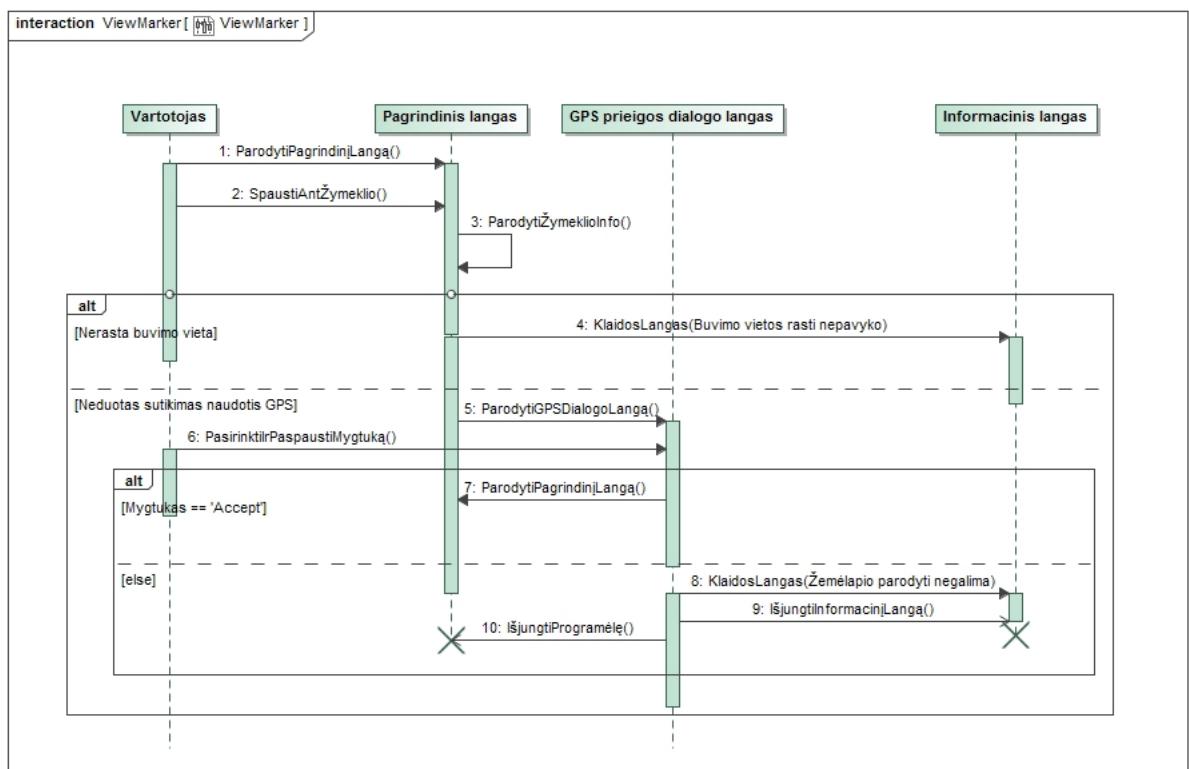 interaction ViewMarker [ ViewMarker ]
Vartotojas
Pagrindinis langas
GPS prieigos dialogo langas
Informacinis langas
1: ParodytiPagrindinįLangą()
2: SpaustiAntŽymeklio()
3: ParodytiŽymeklioInfo()
alt
[Nerasta buvimo vieta]
4: KlaidosLangas(Buvimo vietos rasti nepavyko)
[Neduotas sutikimas naudotis GPS]
5: ParodytiGPSDialogoLangą()
6: PasirinktiIrPaspaustiMygtuką()
alt
7: ParodytiPagrindinįLangą()
[Mygtukas == 'Accept']
[else]
8: KlaidosLangas(Žemėlapio parodyti negalima)
9: IšjungtiInformacinįLangą()
10: IšjungtiProgramėlę()